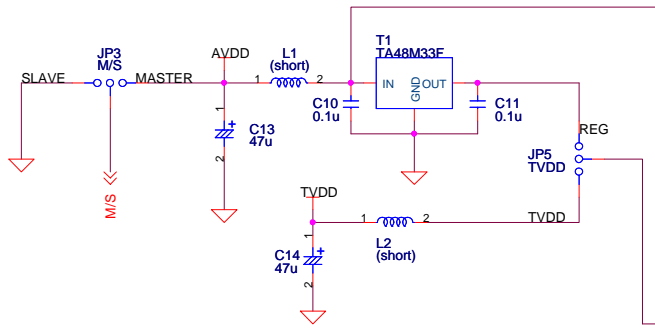 JP3
M/S
SLAVE
MASTER
AVDD
L1
(short)
1
2
T1
TA48M33F
IN
OUT
GND
C10
0.1u
C11
0.1u
1
C13
47u
2
M/S
REG
JP5
TVDD
TVDD
1
2
TVDD
L2
(short)
1
C14
47u
2